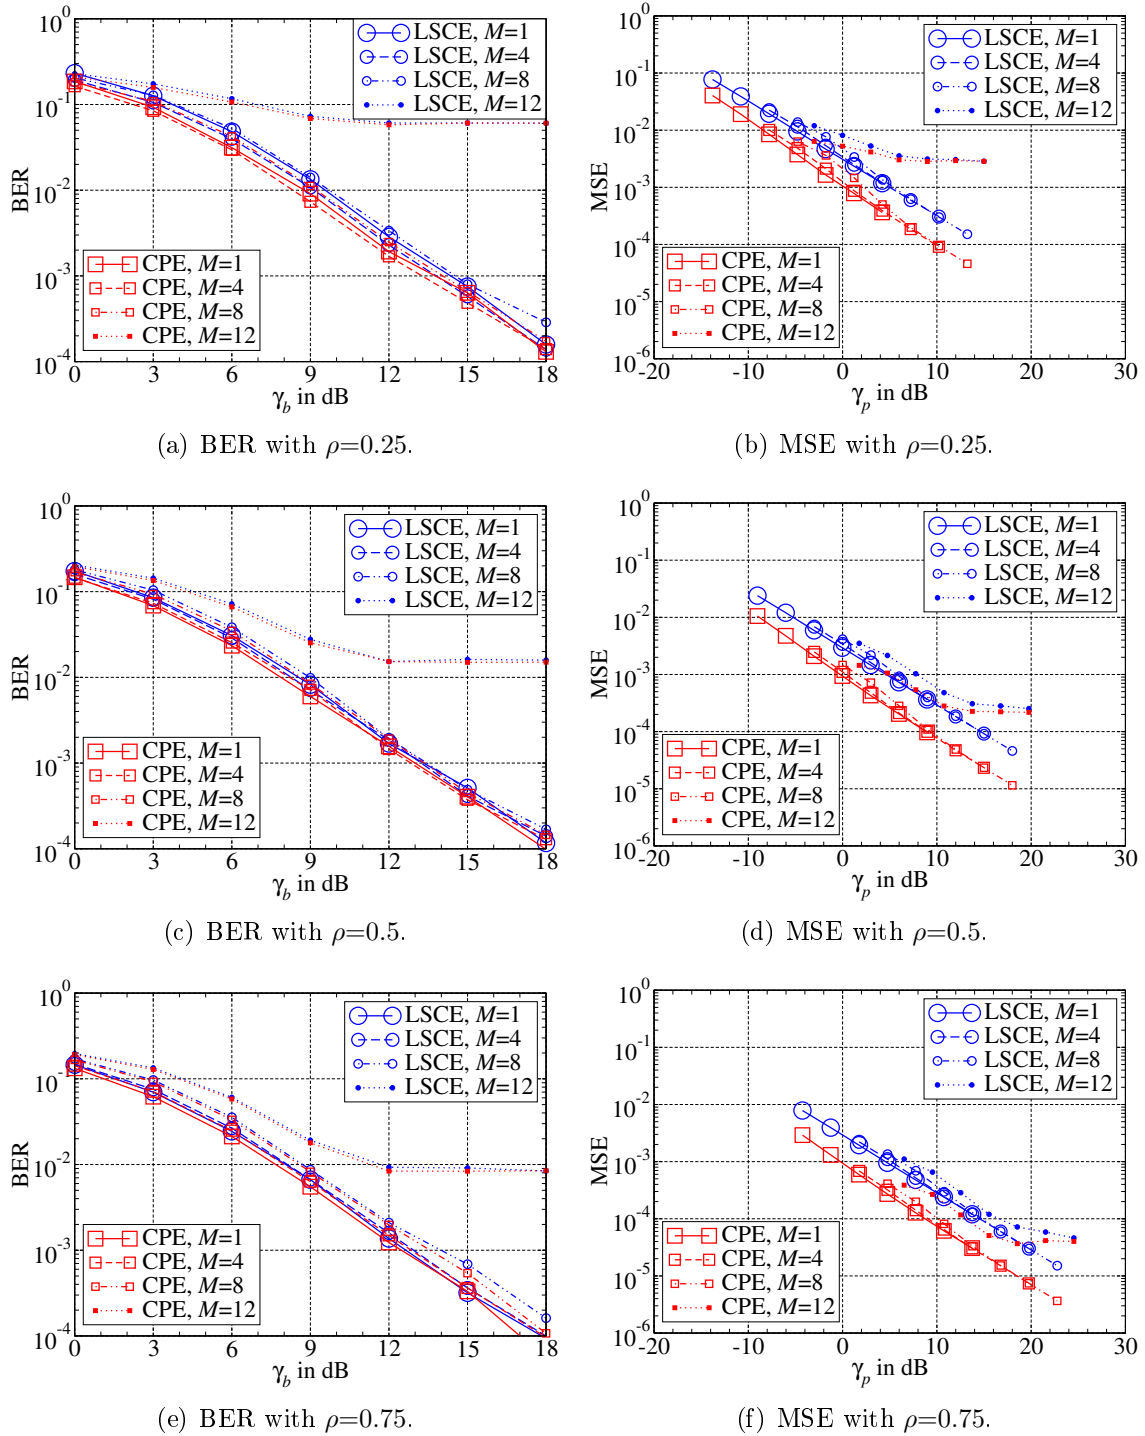 10^0
10^-1
10^-2
10^-3
10^-4
BER
0 3 6 9 12 15 18
γ_b in dB
LSCE, M=1
LSCE, M=4
LSCE, M=8
LSCE, M=12
CPE, M=1
CPE, M=4
CPE, M=8
CPE, M=12
(a) BER with ρ=0.25.
10^0
10^-1
10^-2
10^-3
10^-4
10^-5
10^-6
MSE
-20 -10 0 10 20 30
γ_p in dB
LSCE, M=1
LSCE, M=4
LSCE, M=8
LSCE, M=12
CPE, M=1
CPE, M=4
CPE, M=8
CPE, M=12
(b) MSE with ρ=0.25.
10^0
10^-1
10^-2
10^-3
10^-4
BER
0 3 6 9 12 15 18
γ_b in dB
LSCE, M=1
LSCE, M=4
LSCE, M=8
LSCE, M=12
CPE, M=1
CPE, M=4
CPE, M=8
CPE, M=12
(c) BER with ρ=0.5.
10^0
10^-1
10^-2
10^-3
10^-4
10^-5
10^-6
MSE
-20 -10 0 10 20 30
γ_p in dB
LSCE, M=1
LSCE, M=4
LSCE, M=8
LSCE, M=12
CPE, M=1
CPE, M=4
CPE, M=8
CPE, M=12
(d) MSE with ρ=0.5.
10^0
10^-1
10^-2
10^-3
10^-4
BER
0 3 6 9 12 15 18
γ_b in dB
LSCE, M=1
LSCE, M=4
LSCE, M=8
LSCE, M=12
CPE, M=1
CPE, M=4
CPE, M=8
CPE, M=12
(e) BER with ρ=0.75.
10^0
10^-1
10^-2
10^-3
10^-4
10^-5
10^-6
MSE
-20 -10 0 10 20 30
γ_p in dB
LSCE, M=1
LSCE, M=4
LSCE, M=8
LSCE, M=12
CPE, M=1
CPE, M=4
CPE, M=8
CPE, M=12
(f) MSE with ρ=0.75.